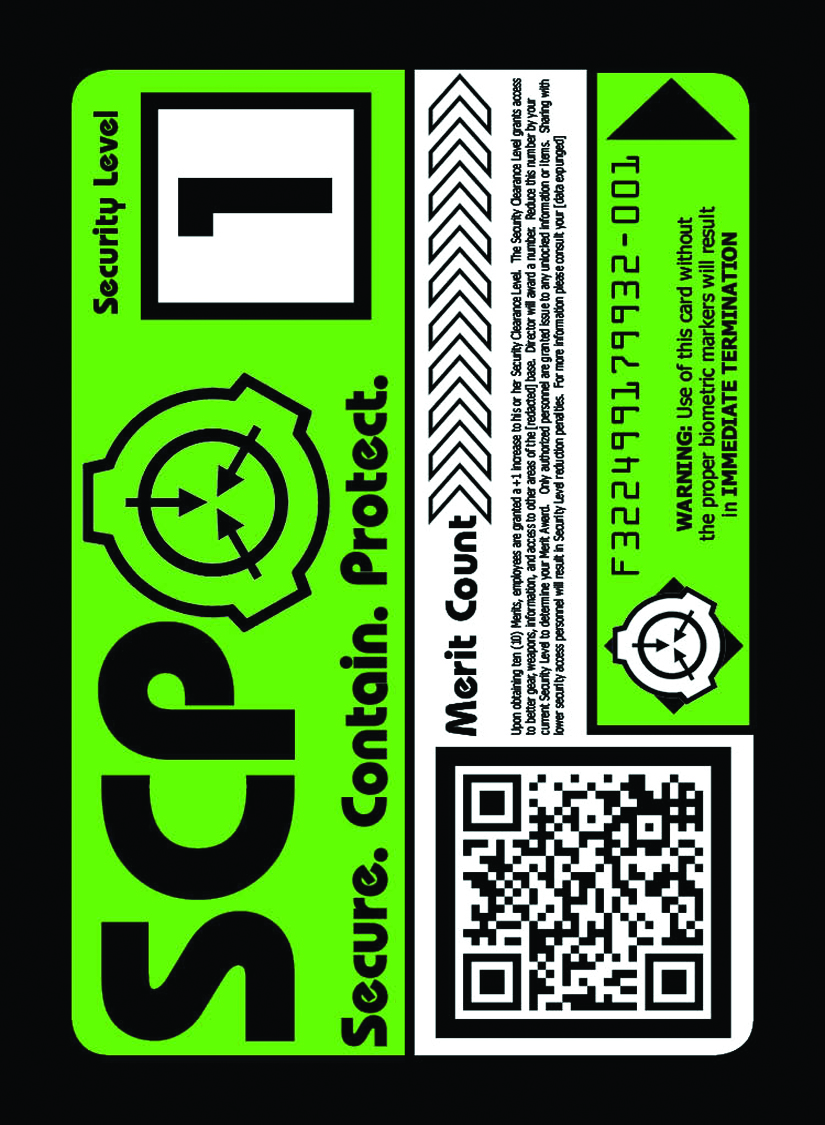 SCP
Secure. Contain. Protect.
Security Level
1
Merit Count
Upon obtaining ten (10) Merits, employees are granted a +1 increase to his or her Security Clearance Level. The Security Clearance Level grants access
to better gear, weapons, information, and access to other areas of the [redacted] base. Director will award a number. Reduce this number by your
current Security Level to determine your Merit Award. Only authorized personnel are granted issue to any unlocked information or items. Sharing with
lower security access personnel will result in Security Level reduction penalties. For more information please consult your [data expunged]
F32249917 9932-001
WARNING: Use of this card without
the proper biometric markers will result
in IMMEDIATE TERMINATION